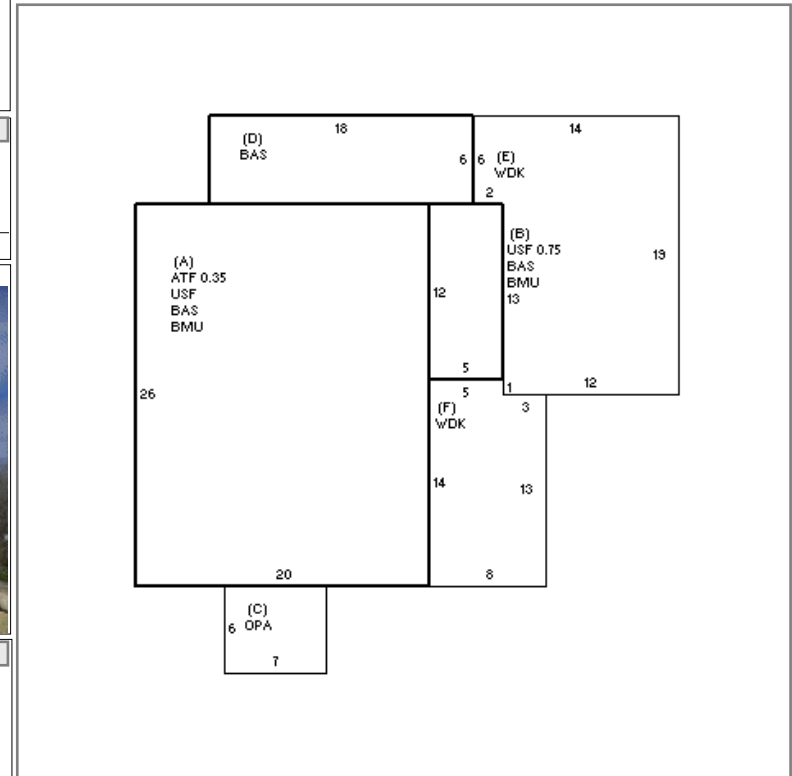 18
14
(D)
BAS
6
6
(E)
WDK
2
(B)
USF 0.75
BAS
BMU
13
19
(A)
ATF 0.35
USF
BAS
BMU
12
5
26
5
1
12
(F)
WDK
3
14
13
20
8
(C)
6 OPA
7